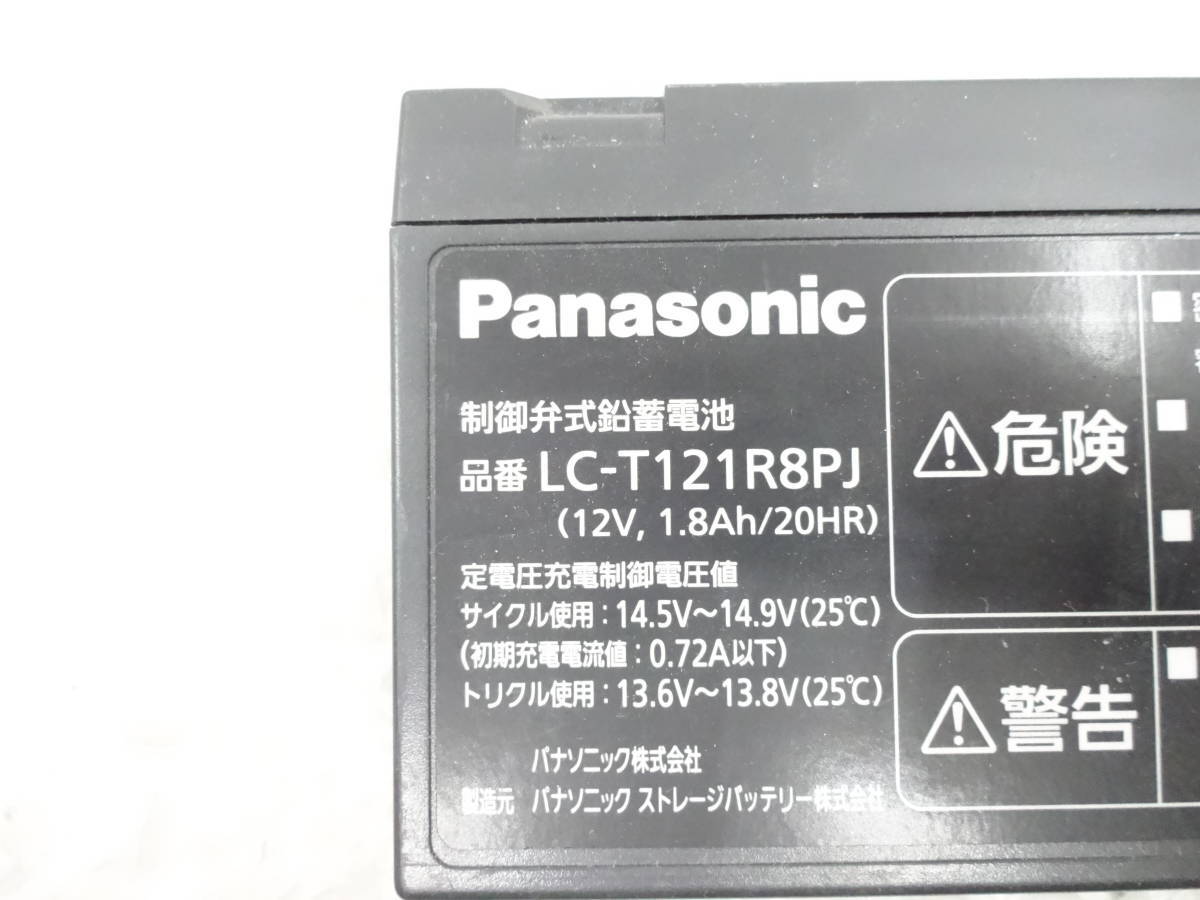 Panasonic
制御弁式鉛蓄電池
品番 LC-T121R8PJ
(12V, 1.8Ah/20HR)
定電圧充電制御電圧値
サイクル使用：14.5V～14.9V(25℃)
(初期充電電流値：0.72A以下)
トリクル使用：13.6V～13.8V(25℃)
パナソニック株式会社
製造元 パナソニック ストレージバッテリー株式会社
危険
警告